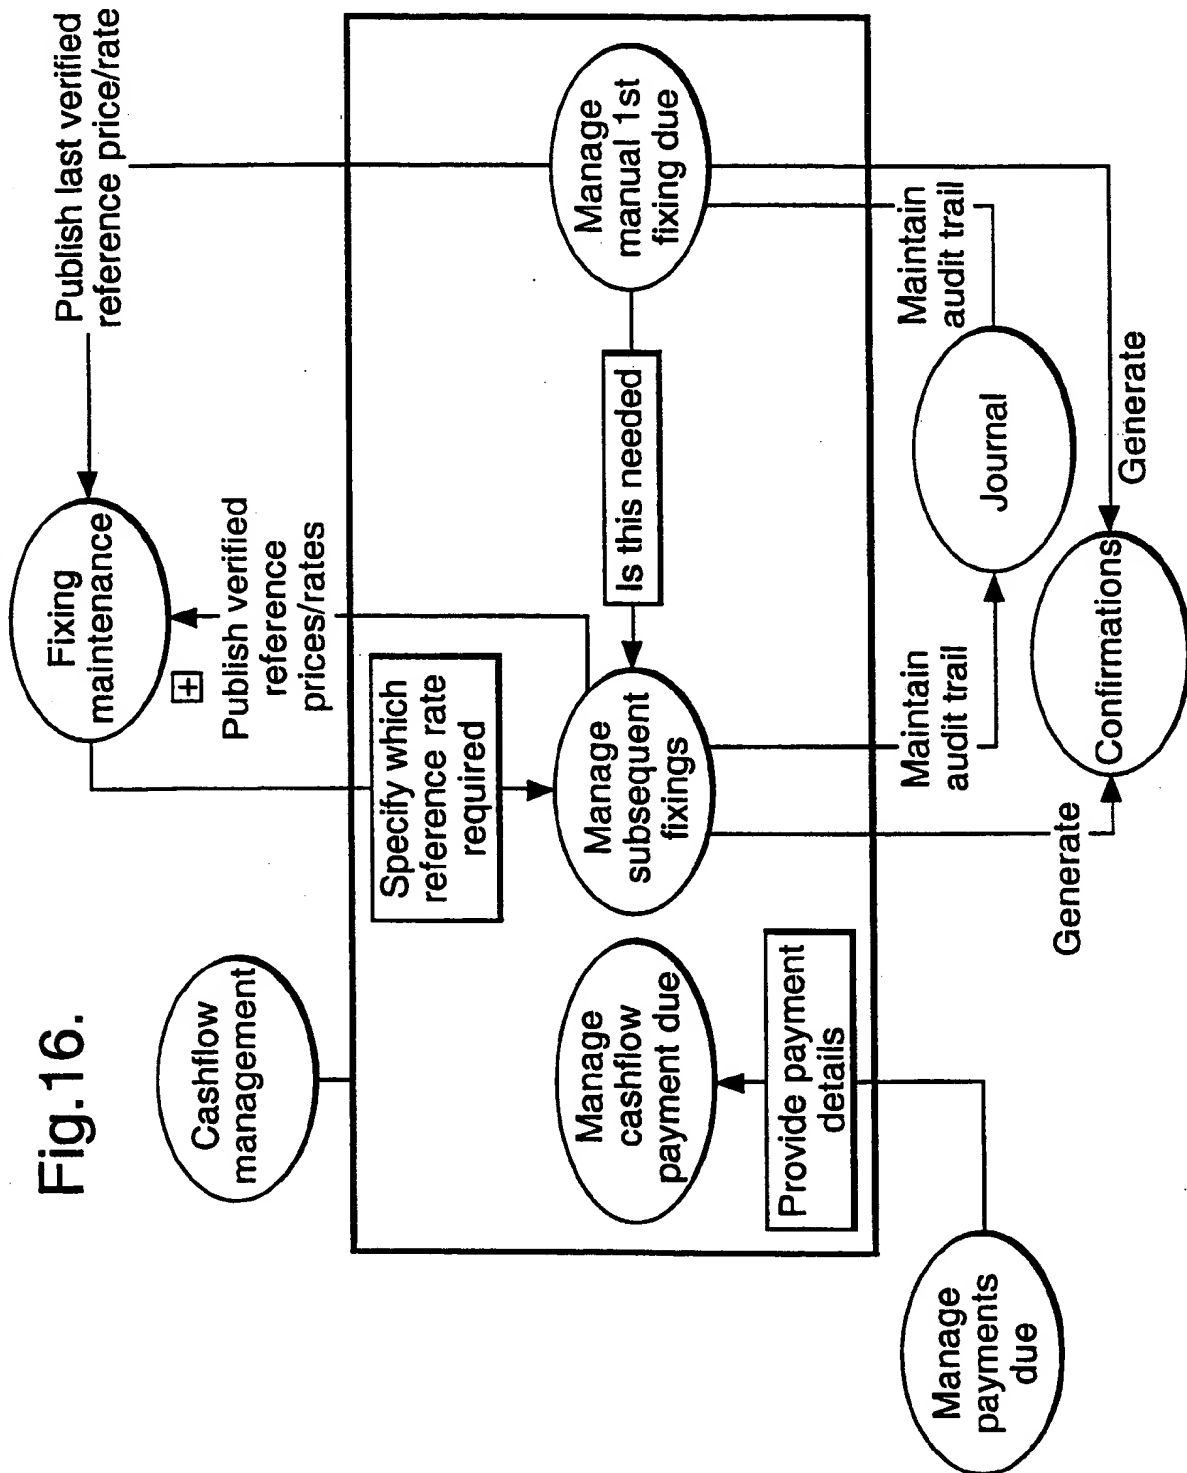 Fig.16.
Cashflow
management
Fixing
maintenance
Publish last verified
reference price/rate
+
Publish verified
reference
prices/rates
Specify which
reference rate
required
Manage
cashflow
payment due
Manage
subsequent
fixings
Is this needed
Manage
manual 1st
fixing due
Provide payment
details
Manage
payments
due
Maintain
audit trail
Maintain
audit trail
Journal
Generate
Confirmations
Generate